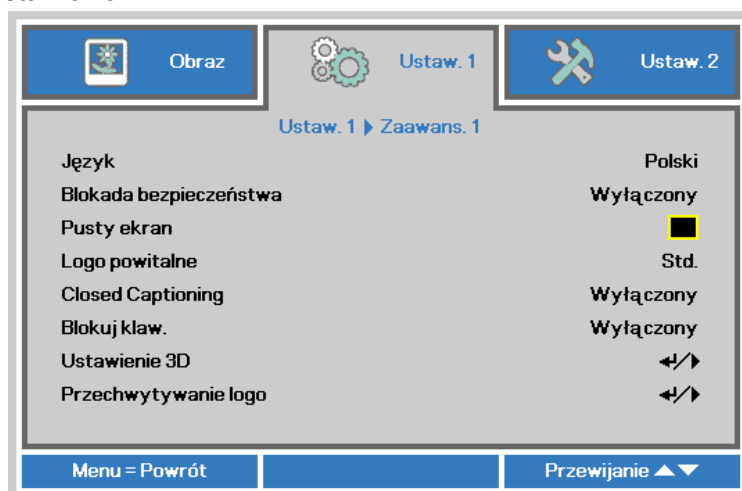 Obraz
Ustaw. 1
Ustaw. 2
Ustaw. 1 Zaawans. 1
Język Polski
Blokada bezpieczeństwa Wyłączony
Pusty ekran
Logo powitalne Std.
Closed Captioning Wyłączony
Blokuj klaw. Wyłączony
Ustawienie 3D
Przechwytywanie logo
Menu = Powrót
Przewijanie